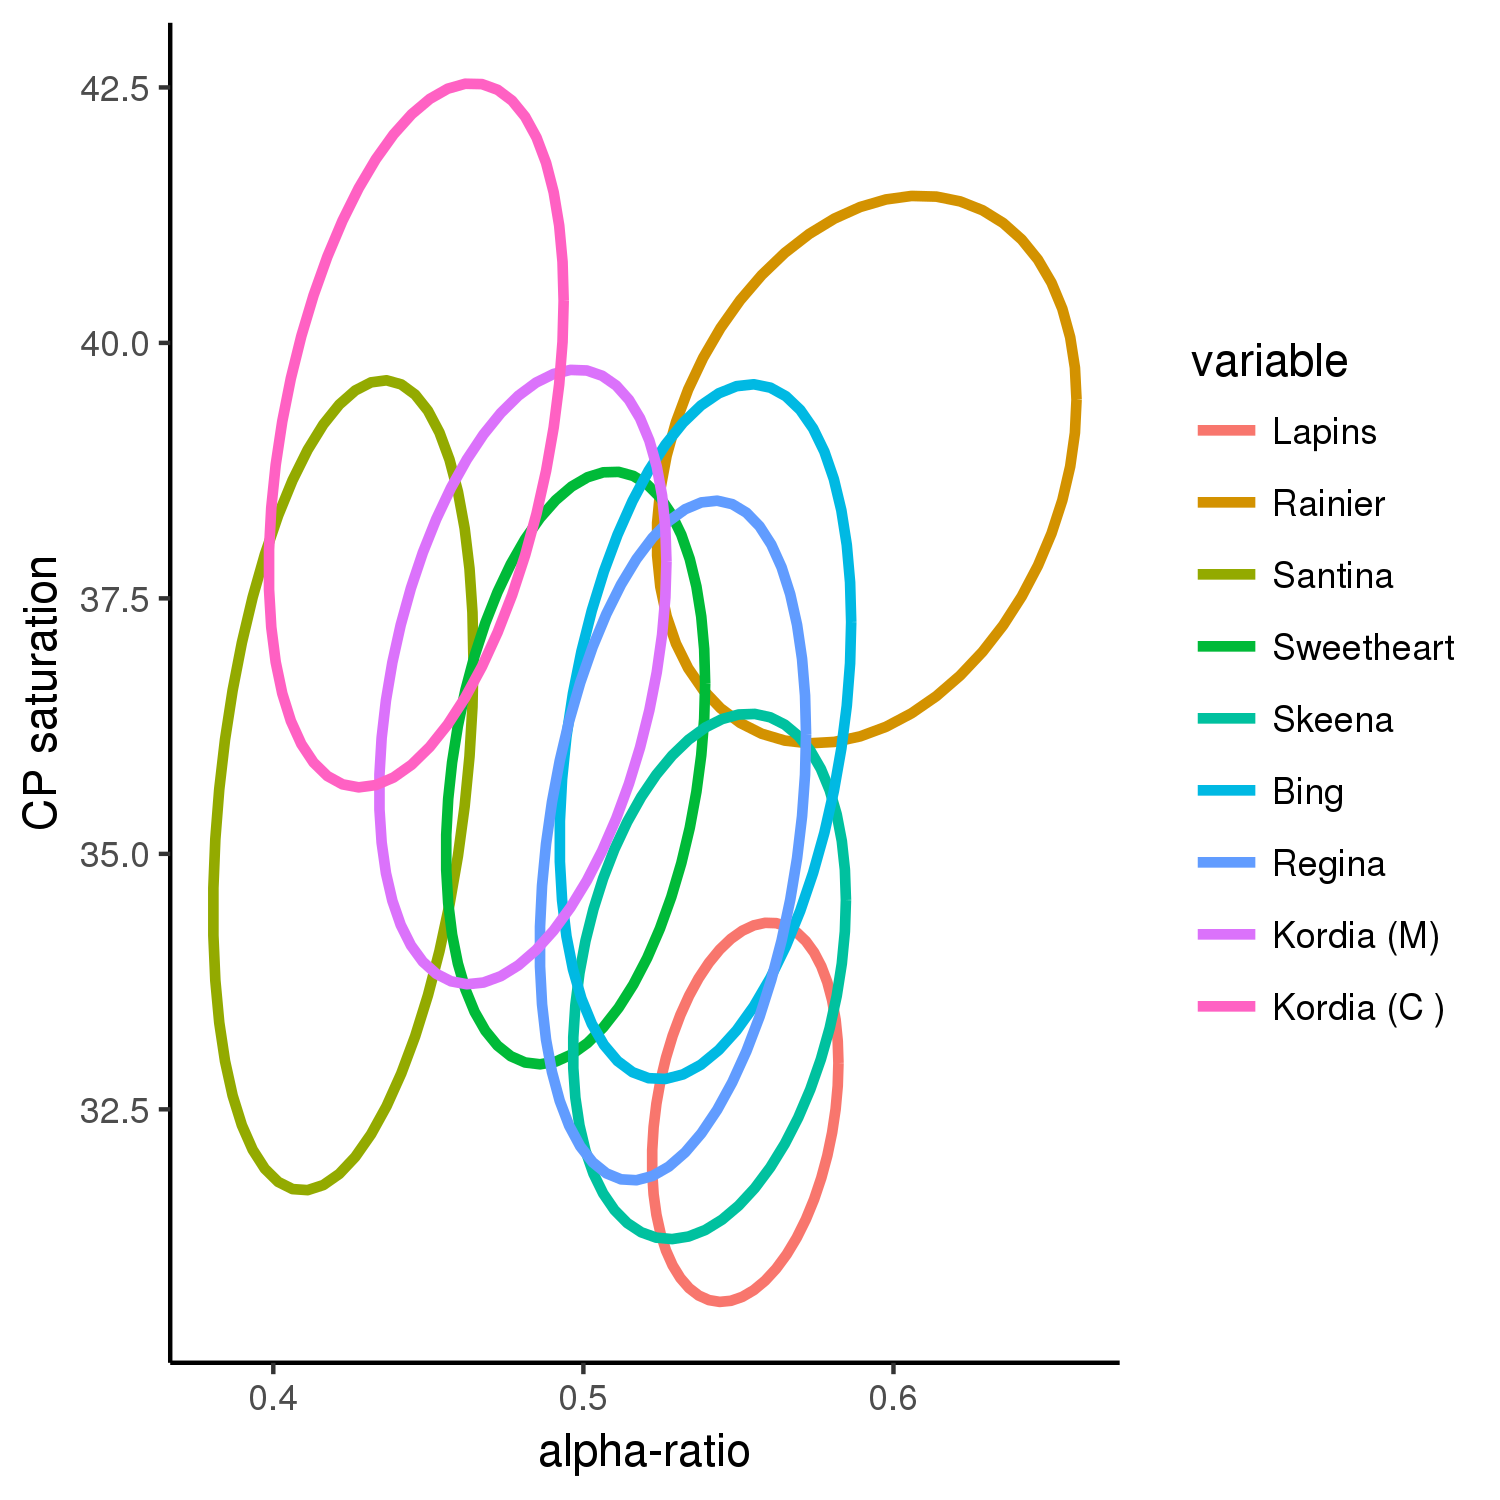 42.5
40.0
37.5
35.0
32.5
CP saturation
0.4 0.5 0.6
alpha-ratio
variable
Lapins
Rainier
Santina
Sweetheart
Skeena
Bing
Regina
Kordia (M)
Kordia (C )